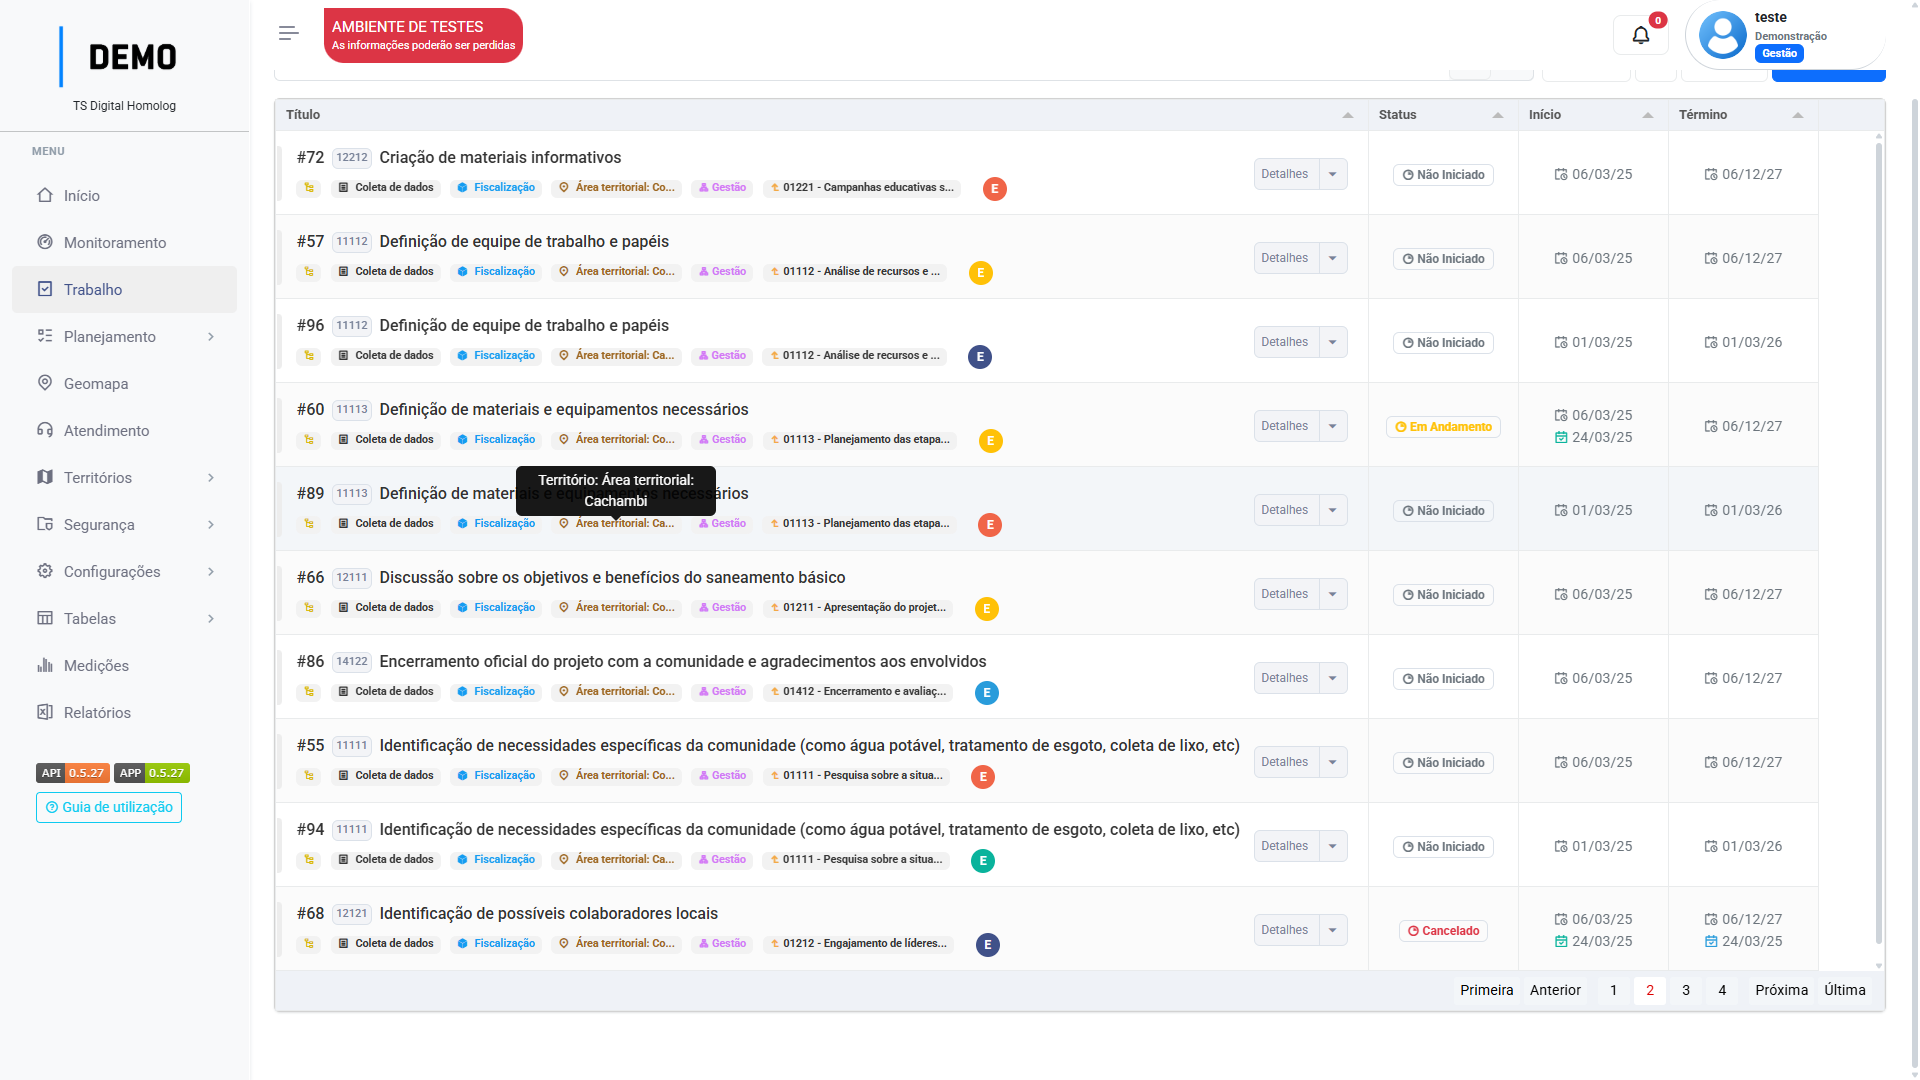 DEMO
TS Digital Homolog
MENU
Início
Monitoramento
Trabalho
Planejamento
Geomapa
Atendimento
Territórios
Segurança
Configurações
Tabelas
Medições
Relatórios
API 0.5.27 APP 0.5.27
Guia de utilização
AMBIENTE DE TESTES
As informações poderão ser perdidas
0
teste
Demonstração
Gestão
Título Status Início Término
#72 12212 Criação de materiais informativos
Coleta de dados Fiscalização Área territorial: Co... Gestão 01221 - Campanhas educativas s... E
Detalhes Não Iniciado 06/03/25 06/12/27
#57 11112 Definição de equipe de trabalho e papéis
Coleta de dados Fiscalização Área territorial: Co... Gestão 01112 - Análise de recursos e ... E
Detalhes Não Iniciado 06/03/25 06/12/27
#96 11112 Definição de equipe de trabalho e papéis
Coleta de dados Fiscalização Área territorial: Ca... Gestão 01112 - Análise de recursos e ... E
Detalhes Não Iniciado 01/03/25 01/03/26
#60 11113 Definição de materiais e equipamentos necessários
Coleta de dados Fiscalização Área territorial: Co... Gestão 01113 - Planejamento das etapa... E
Detalhes Em Andamento 06/03/25 06/12/27
24/03/25
Território: Área territorial:
Cachambi
#89 11113 Definição de materiais e equipamentos necessários
Coleta de dados Fiscalização Área territorial: Ca... Gestão 01113 - Planejamento das etapa... E
Detalhes Não Iniciado 01/03/25 01/03/26
#66 12111 Discussão sobre os objetivos e benefícios do saneamento básico
Coleta de dados Fiscalização Área territorial: Co... Gestão 01211 - Apresentação do projet... E
Detalhes Não Iniciado 06/03/25 06/12/27
#86 14122 Encerramento oficial do projeto com a comunidade e agradecimentos aos envolvidos
Coleta de dados Fiscalização Área territorial: Co... Gestão 01412 - Encerramento e avaliaç... E
Detalhes Não Iniciado 06/03/25 06/12/27
#55 11111 Identificação de necessidades específicas da comunidade (como água potável, tratamento de esgoto, coleta de lixo, etc)
Coleta de dados Fiscalização Área territorial: Co... Gestão 01111 - Pesquisa sobre a situa... E
Detalhes Não Iniciado 06/03/25 06/12/27
#94 11111 Identificação de necessidades específicas da comunidade (como água potável, tratamento de esgoto, coleta de lixo, etc)
Coleta de dados Fiscalização Área territorial: Ca... Gestão 01111 - Pesquisa sobre a situa... E
Detalhes Não Iniciado 01/03/25 01/03/26
#68 12121 Identificação de possíveis colaboradores locais
Coleta de dados Fiscalização Área territorial: Co... Gestão 01212 - Engajamento de líderes... E
Detalhes Cancelado 06/03/25 06/12/27
24/03/25 24/03/25
Primeira Anterior 1 2 3 4 Próxima Última